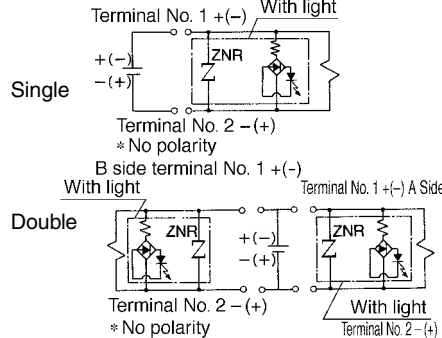 With light
Terminal No. 1 +(−)
ZNR
+(−)
−(+)
Single
Terminal No. 2 −(+)
* No polarity
B side terminal No. 1 +(−)
With light
Terminal No. 1 +(−) A Side
Double
ZNR
+(−)
−(+)
ZNR
Terminal No. 2 −(+)
* No polarity
With light
Terminal No. 2 −(+)